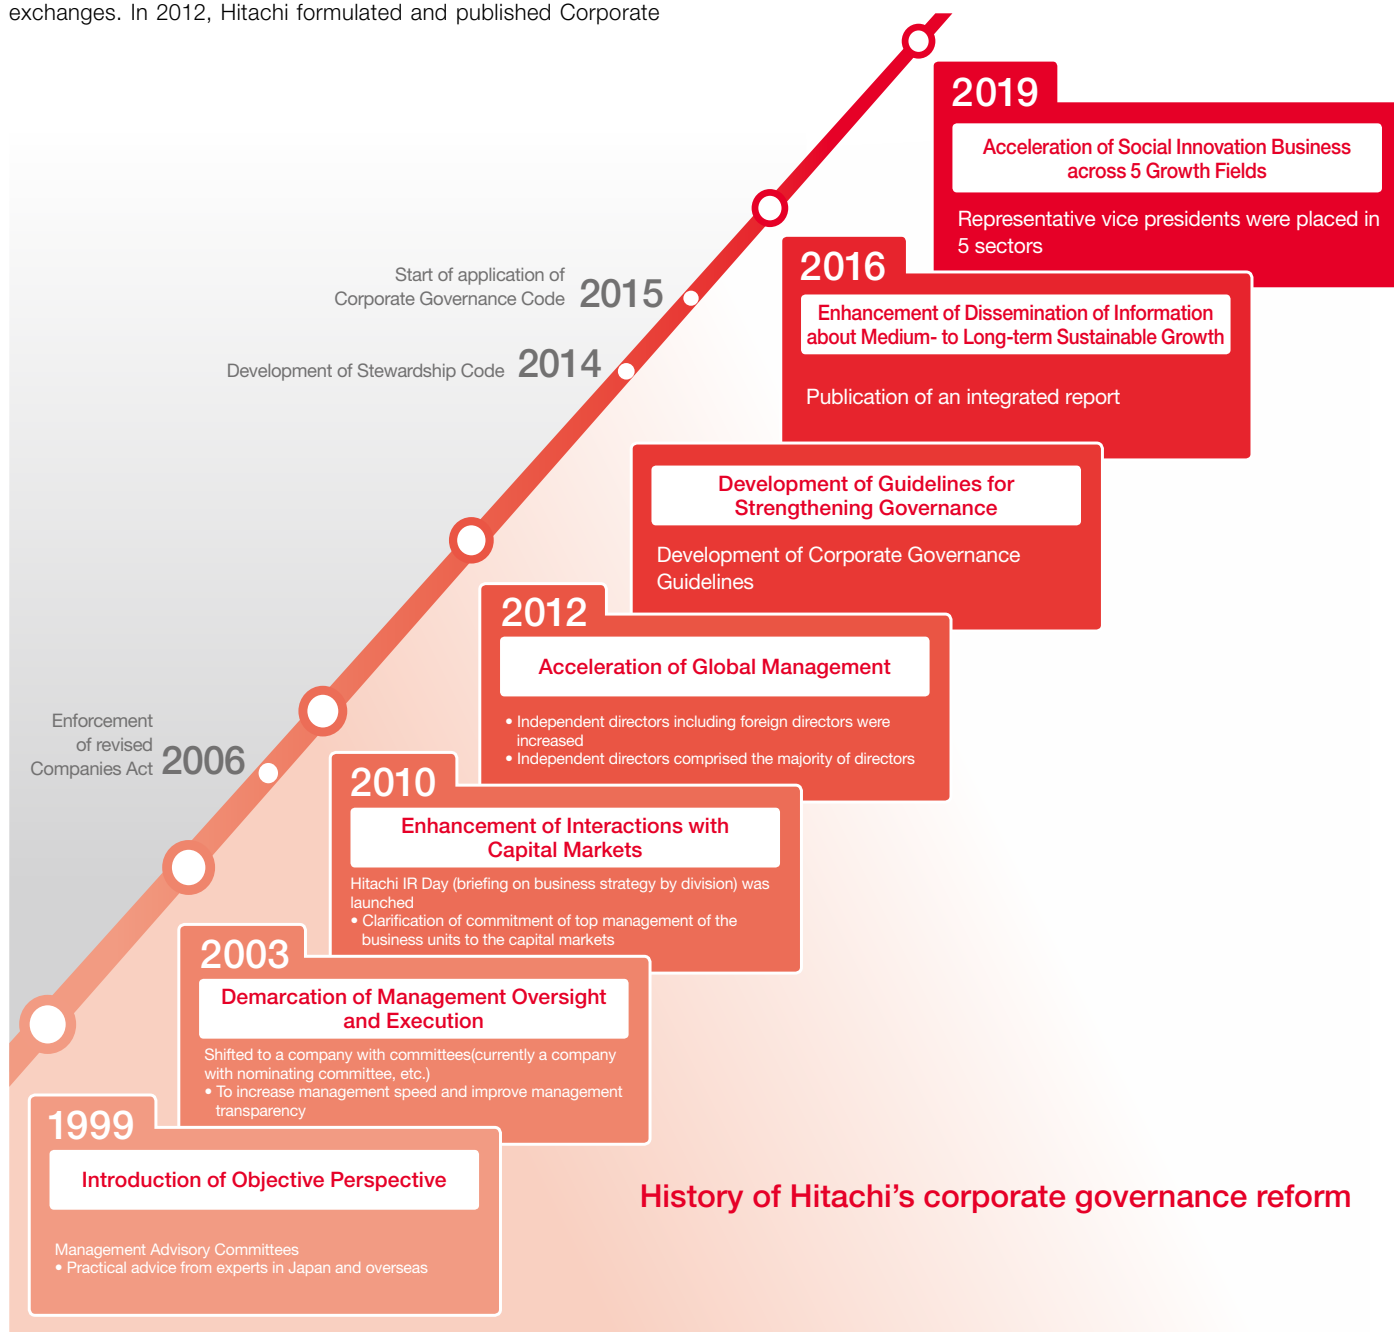 exchanges. In 2012, Hitachi formulated and published Corporate
2019
Acceleration of Social Innovation Business
across 5 Growth Fields
Representative vice presidents were placed in
5 sectors
2016
Enhancement of Dissemination of Information
about Medium- to Long-term Sustainable Growth
Publication of an integrated report
Start of application of
Corporate Governance Code 2015
Development of Stewardship Code 2014
Development of Guidelines for
Strengthening Governance
Development of Corporate Governance
Guidelines
2012
Acceleration of Global Management
• Independent directors including foreign directors were
increased
• Independent directors comprised the majority of directors
Enforcement
of revised
Companies Act 2006
2010
Enhancement of Interactions with
Capital Markets
Hitachi IR Day (briefing on business strategy by division) was
launched
• Clarification of commitment of top management of the
business units to the capital markets
2003
Demarcation of Management Oversight
and Execution
Shifted to a company with committees(currently a company
with nominating committee, etc.)
• To increase management speed and improve management
transparency
1999
Introduction of Objective Perspective
Management Advisory Committees
• Practical advice from experts in Japan and overseas
History of Hitachi’s corporate governance reform